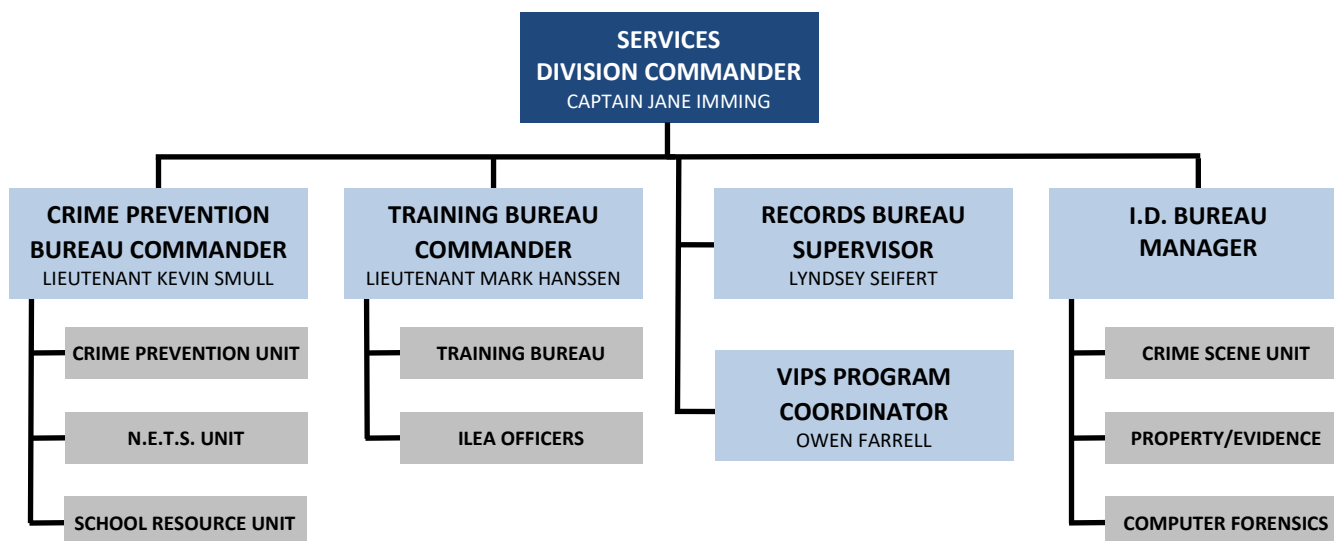 SERVICES
DIVISION COMMANDER
CAPTAIN JANE IMMING
CRIME PREVENTION
BUREAU COMMANDER
LIEUTENANT KEVIN SMULL
CRIME PREVENTION UNIT
N.E.T.S. UNIT
SCHOOL RESOURCE UNIT
TRAINING BUREAU
COMMANDER
LIEUTENANT MARK HANSSEN
TRAINING BUREAU
ILEA OFFICERS
RECORDS BUREAU
SUPERVISOR
LYNDSEY SEIFERT
VIPS PROGRAM
COORDINATOR
OWEN FARRELL
I.D. BUREAU
MANAGER
CRIME SCENE UNIT
PROPERTY/EVIDENCE
COMPUTER FORENSICS